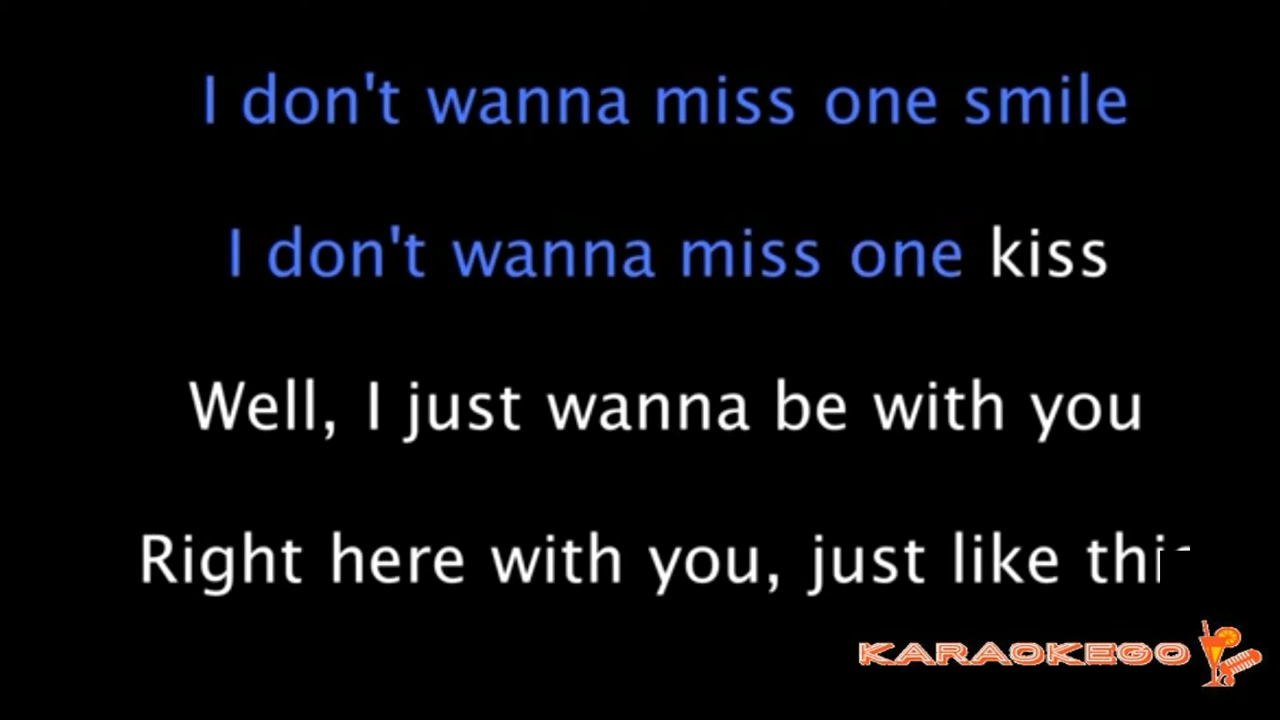 I don't wanna miss one smile
I don't wanna miss one kiss
Well, I just wanna be with you
Right here with you, just like
KARAOKEGO